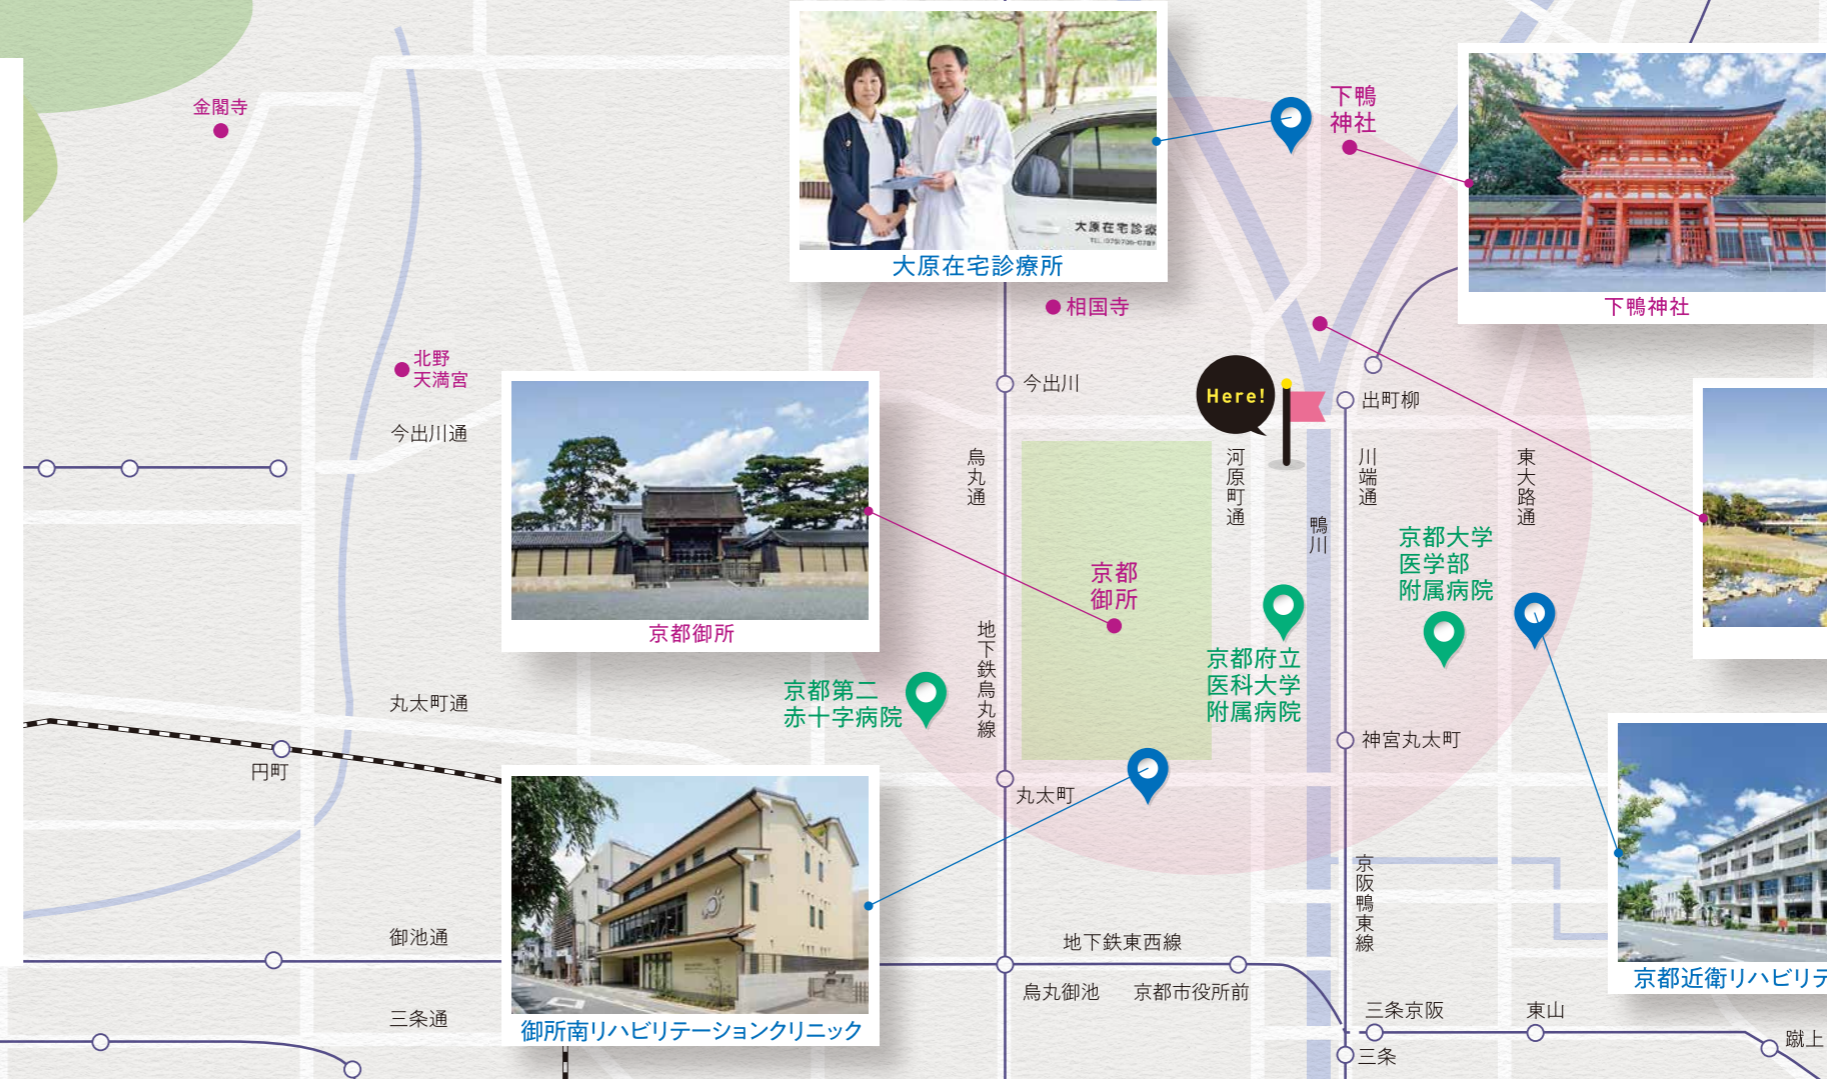 金閣寺
北野
天満宮
今出川通
丸太町通
円町
御池通
三条通
大原在宅診療
大原在宅診療所
下鴨
神社
下鴨神社
相国寺
今出川
Here!
出町柳
烏丸通
河原町通
鴨川
川端通
東大路通
京都御所
京都
御所
京都大学
医学部
附属病院
京都府立
医科大学
附属病院
京都第二
赤十字病院
地下鉄烏丸線
神宮丸太町
丸太町
京阪鴨東線
御所南リハビリテーションクリニック
京都近衛リハビリテ
地下鉄東西線
烏丸御池
京都市役所前
三条京阪
東山
三条
蹴上